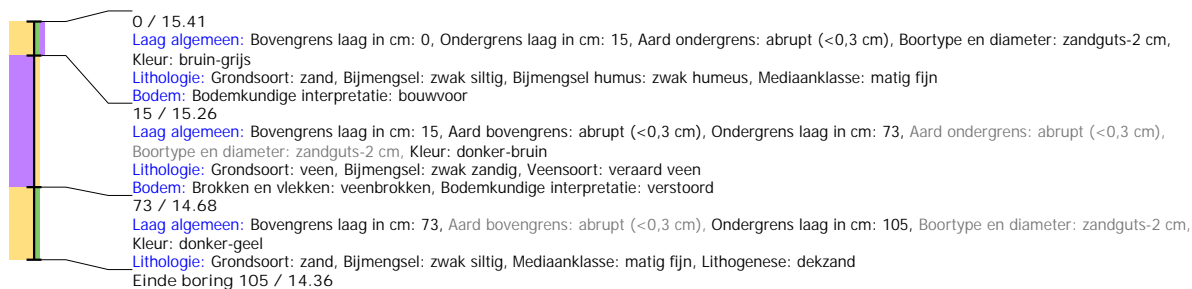 0 / 15.41
Laag algemeen: Bovengrens laag in cm: 0, Ondergrens laag in cm: 15, Aard ondergrens: abrupt (<0,3 cm), Boortype en diameter: zandguts-2 cm,
Kleur: bruin-grijs
Lithologie: Grondsoort: zand, Bijmengsel: zwak siltig, Bijmengsel humus: zwak humeus, Mediaanklasse: matig fijn
Bodem: Bodemkundige interpretatie: bouwvoor
15 / 15.26
Laag algemeen: Bovengrens laag in cm: 15, Aard bovengrens: abrupt (<0,3 cm), Ondergrens laag in cm: 73, Aard ondergrens: abrupt (<0,3 cm),
Boortype en diameter: zandguts-2 cm, Kleur: donker-bruin
Lithologie: Grondsoort: veen, Bijmengsel: zwak zandig, Veensoort: veraard veen
Bodem: Brokken en vlekken: veenbrokken, Bodemkundige interpretatie: verstoord
73 / 14.68
Laag algemeen: Bovengrens laag in cm: 73, Aard bovengrens: abrupt (<0,3 cm), Ondergrens laag in cm: 105, Boortype en diameter: zandguts-2 cm,
Kleur: donker-geel
Lithologie: Grondsoort: zand, Bijmengsel: zwak siltig, Mediaanklasse: matig fijn, Lithogenese: dekzand
Einde boring 105 / 14.36